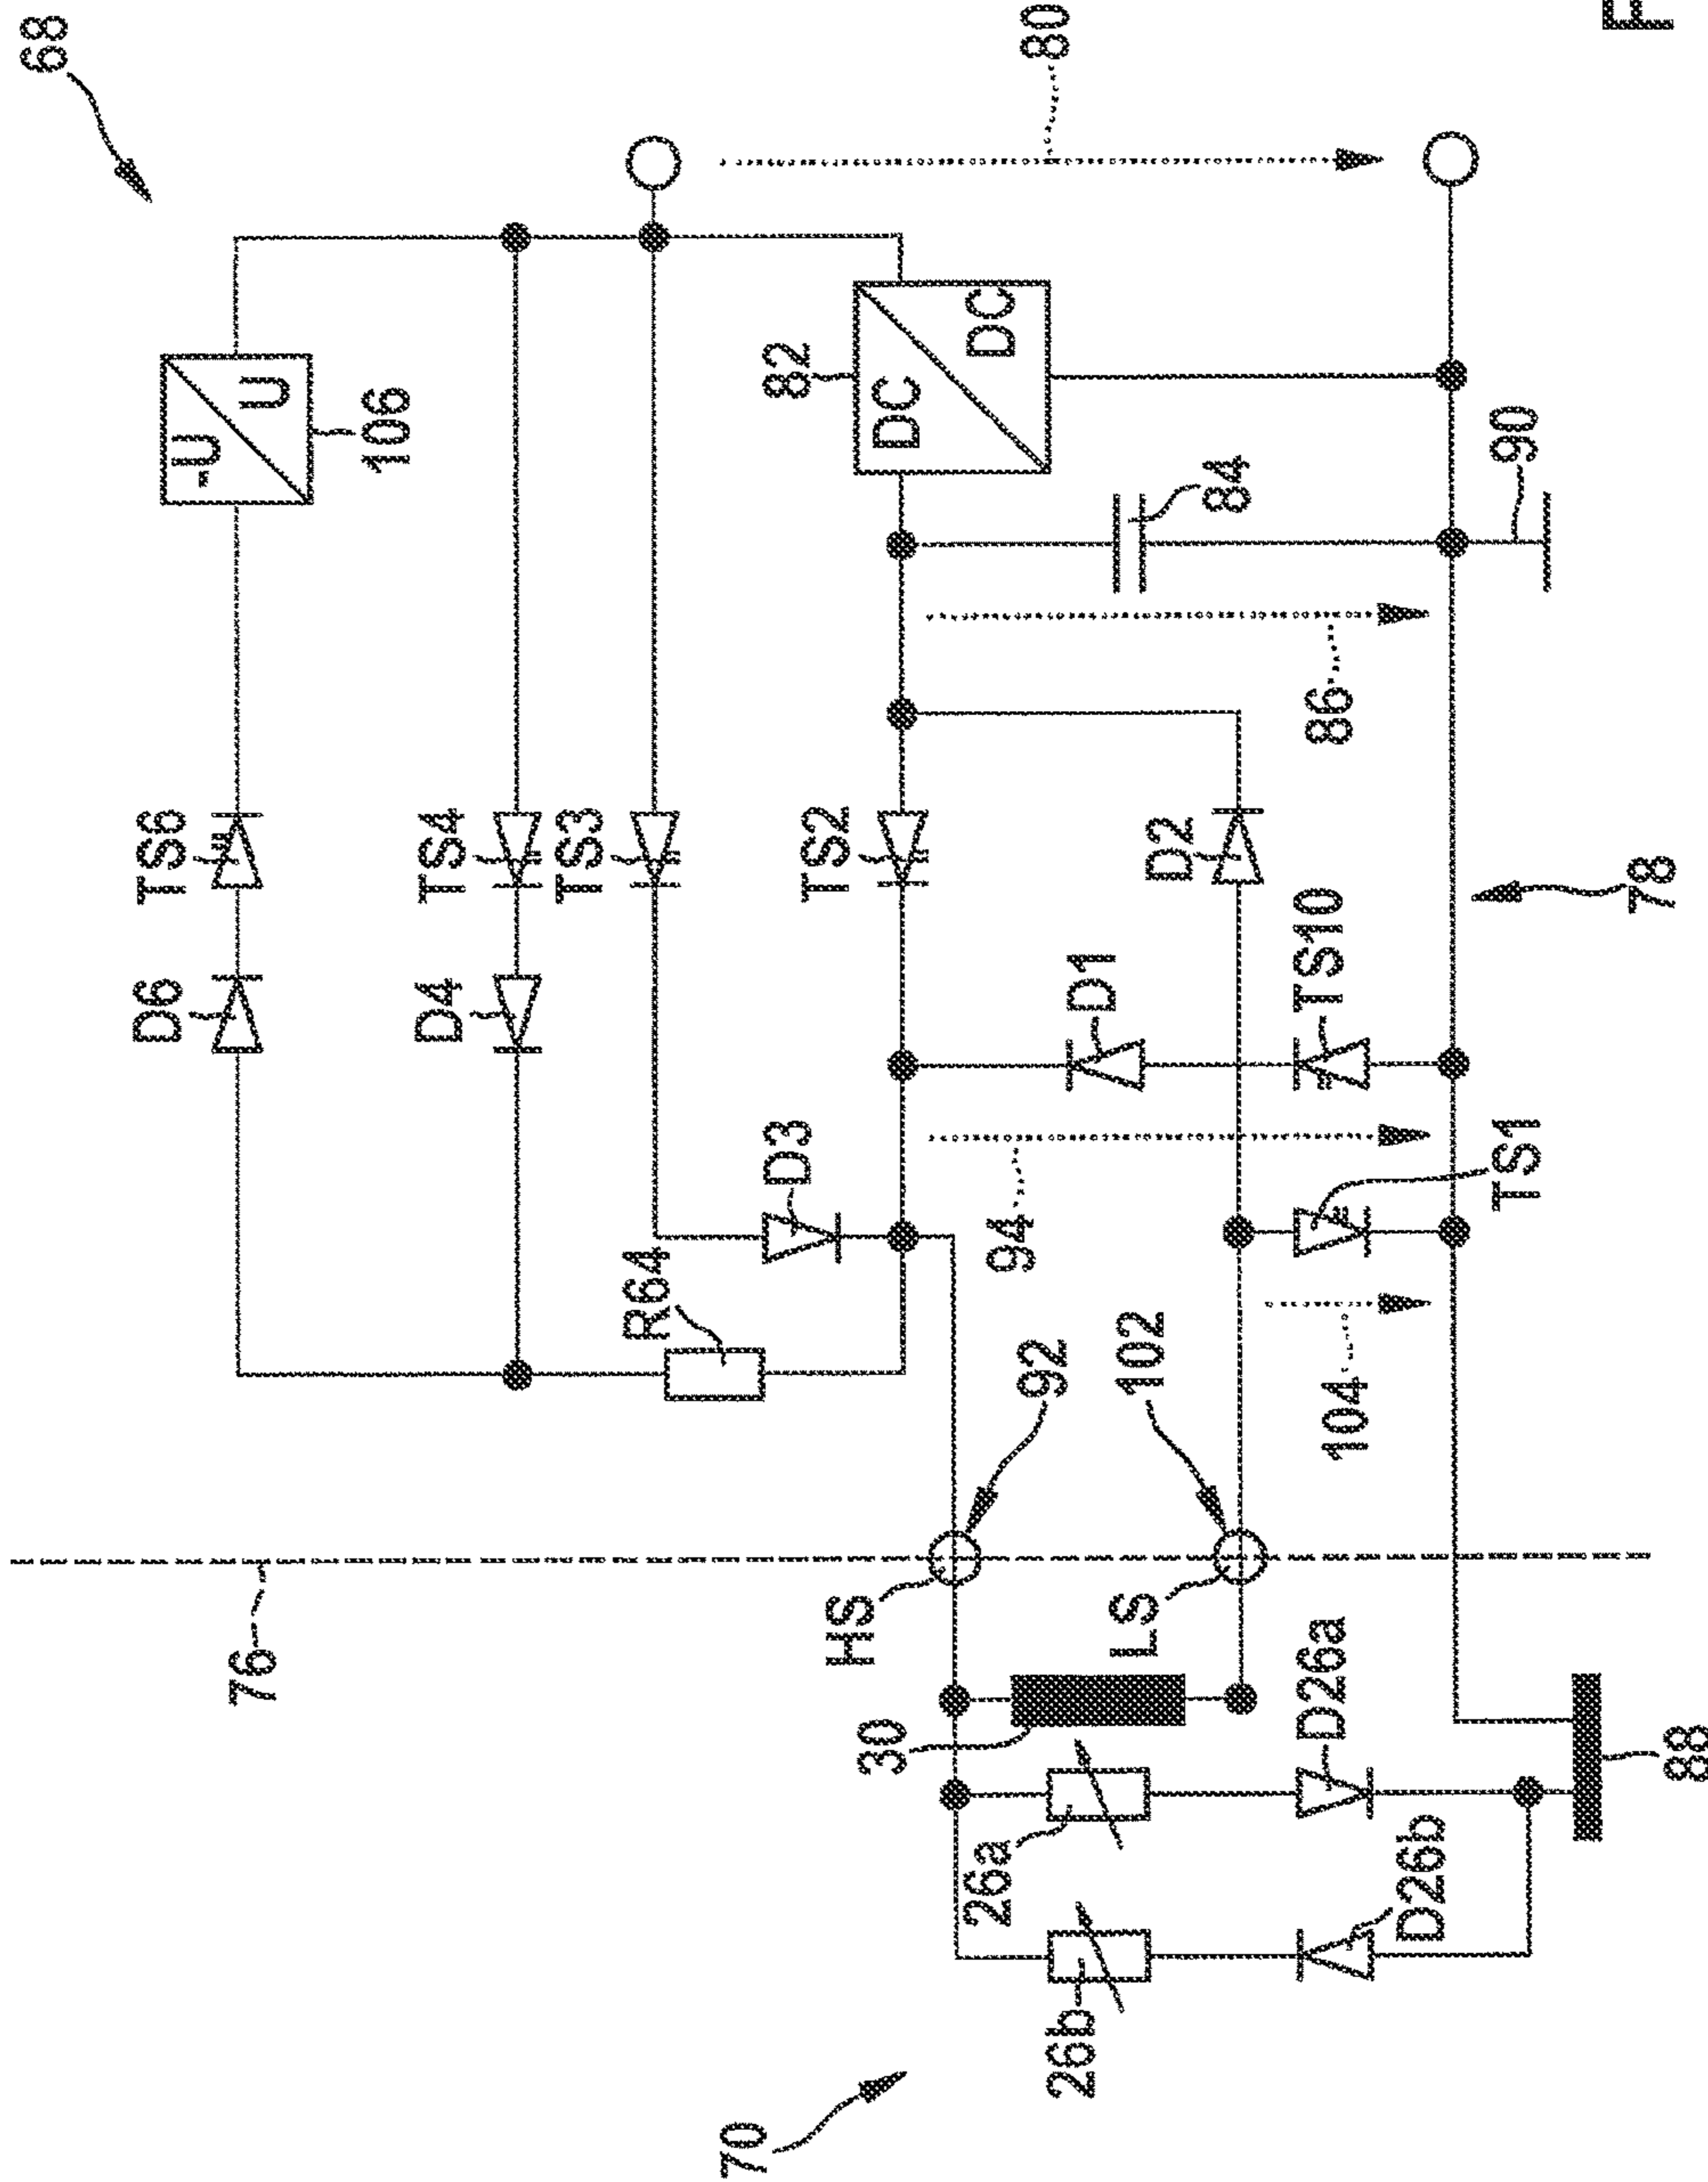 68
80
-U
U
106
TS6
D6
TS4
D4
TS3
82
DC
DC
84
90
86
TS2
D2
D1
TS10
78
D3
R64
94
TS1
92
102
104
76
HS
LS
30
D26a
88
26a
26b
D26b
70
F